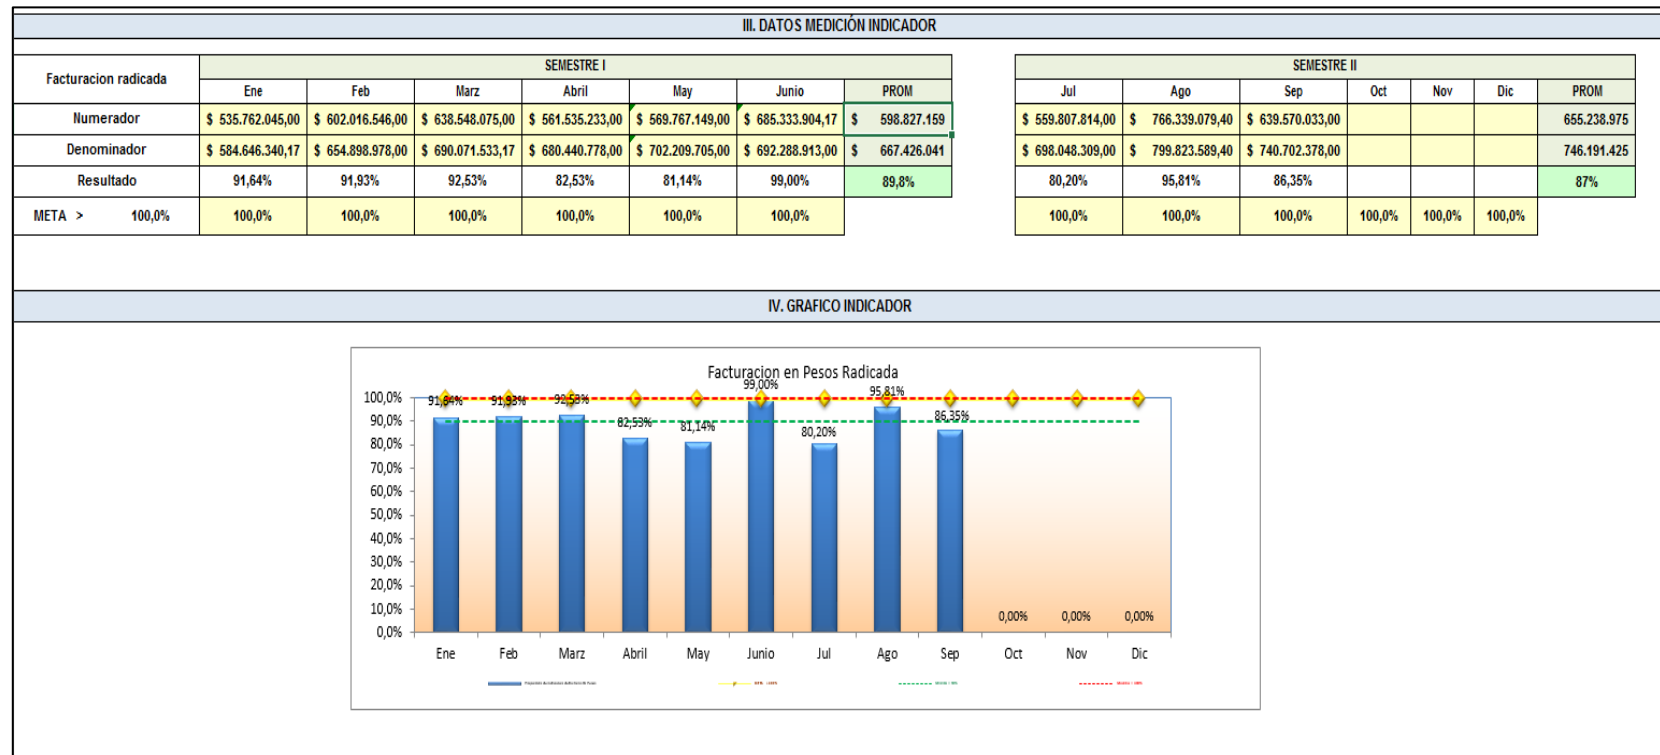 III. DATOS MEDICIÓN INDICADOR
Facturacion radicada
SEMESTRE I
Ene Feb Marz Abril May Junio PROM
Numerador $ 535.762.045,00 $ 602.016.546,00 $ 638.548.075,00 $ 561.535.233,00 $ 569.767.149,00 $ 685.333.904,17 $ 598.827.159
Denominador $ 584.646.340,17 $ 654.898.978,00 $ 690.071.533,17 $ 680.440.778,00 $ 702.209.705,00 $ 692.288.913,00 $ 667.426.041
Resultado 91,64% 91,93% 92,53% 82,53% 81,14% 99,00% 89,8%
META > 100,0% 100,0% 100,0% 100,0% 100,0% 100,0% 100,0%
SEMESTRE II
Jul Ago Sep Oct Nov Dic PROM
$ 559.807.814,00 $ 766.339.079,40 $ 639.570.033,00 655.238.975
$ 698.048.309,00 $ 799.823.589,40 $ 740.702.378,00 746.191.425
80,20% 95,81% 86,35% 87%
100,0% 100,0% 100,0% 100,0% 100,0% 100,0%
IV. GRAFICO INDICADOR
Facturacion en Pesos Radicada
100,0%
90,0%
80,0%
70,0%
60,0%
50,0%
40,0%
30,0%
20,0%
10,0%
0,0%
91,64% 91,93% 92,53% 82,53% 81,14% 99,00% 80,20% 95,81% 86,35% 0,00% 0,00% 0,00%
Ene Feb Marz Abril May Junio Jul Ago Sep Oct Nov Dic